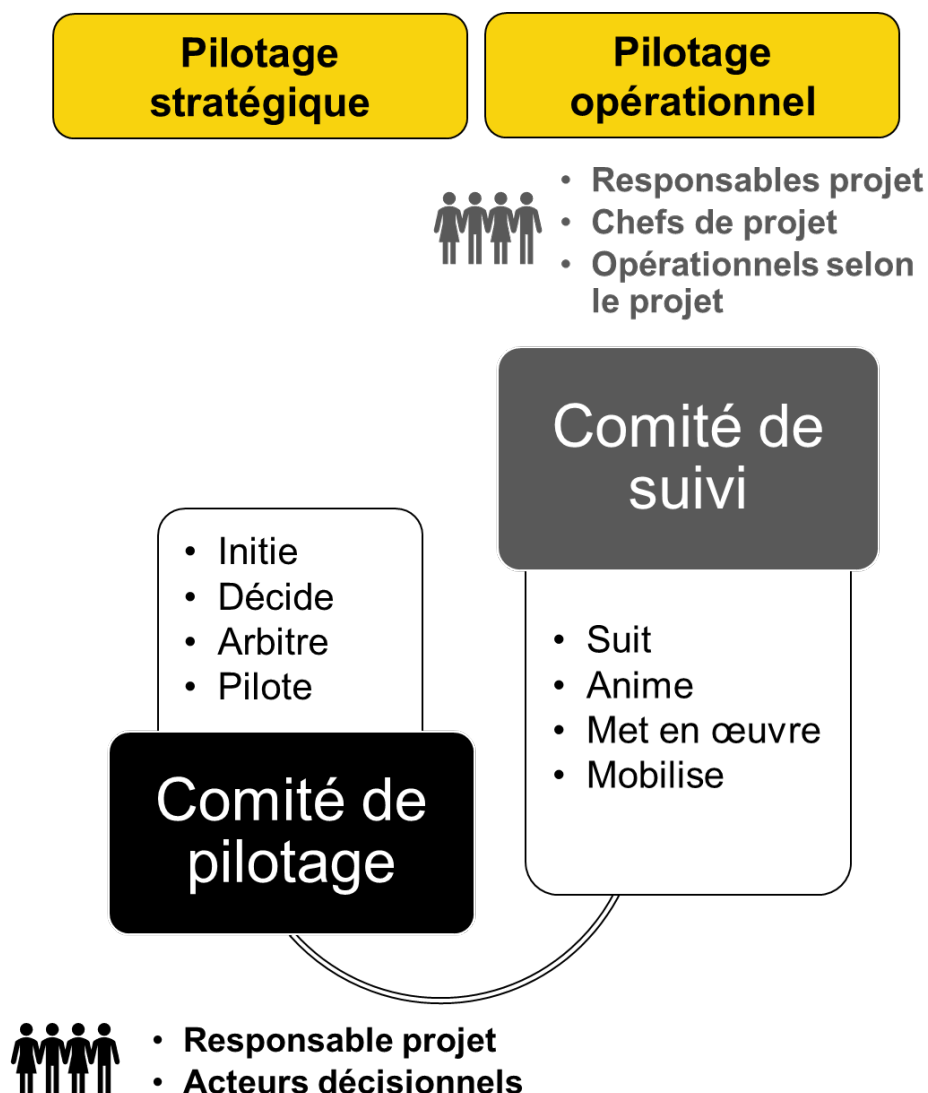 Pilotage
stratégique
Pilotage
opérationnel
• Responsables projet
• Chefs de projet
• Opérationnels selon
le projet
Comité de
suivi
• Initie
• Décide
• Arbitre
• Pilote
• Suit
• Anime
• Met en œuvre
• Mobilise
Comité de
pilotage
• Responsable projet
• Acteurs décisionnels